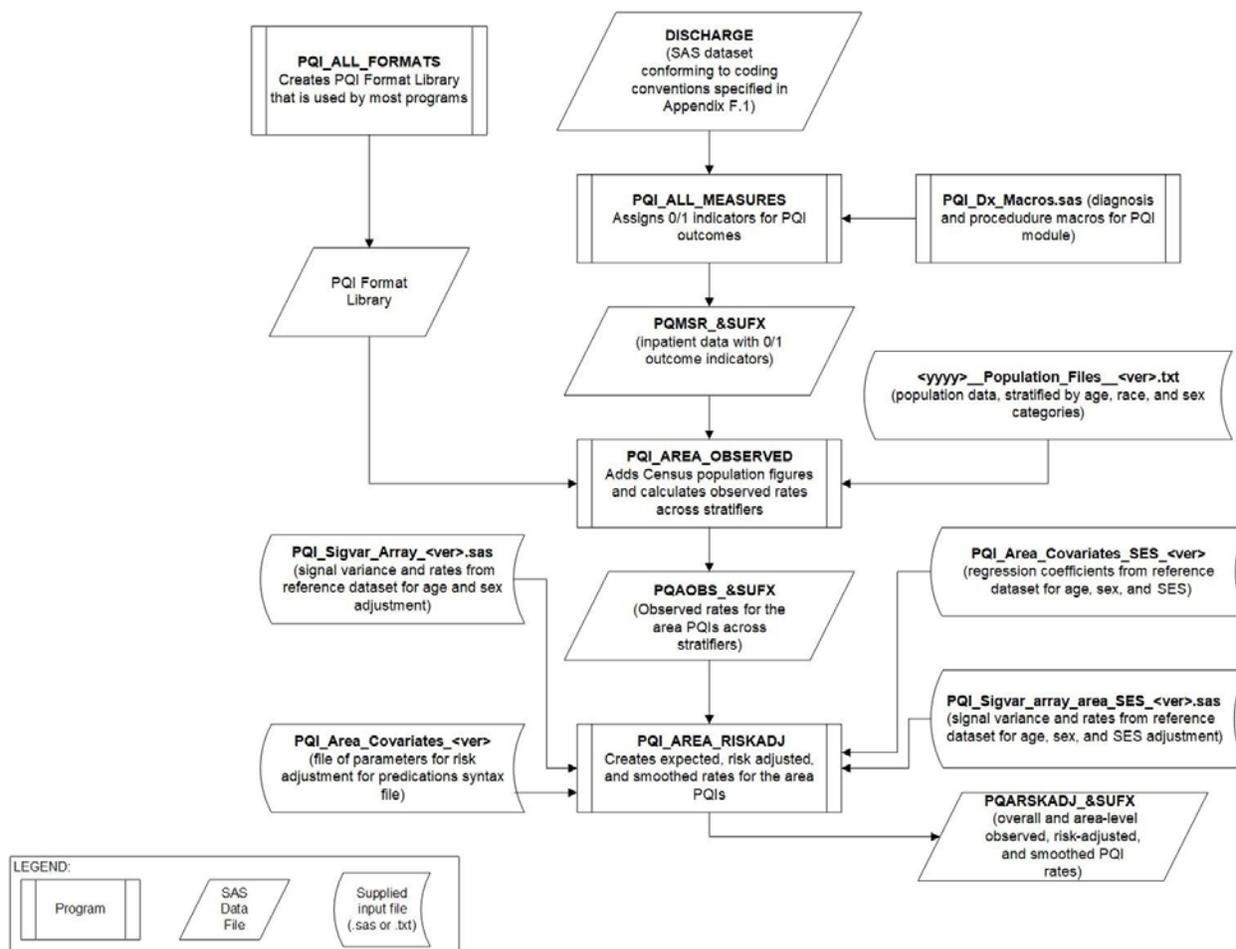 PQI_ALL_FORMATS
Creates PQI Format Library
that is used by most programs
DISCHARGE
(SAS dataset
conforming to coding
conventions specified in
Appendix F.1)
PQI_ALL_MEASURES
Assigns 0/1 indicators for PQI
outcomes
PQI_Dx_Macros.sas (diagnosis
and procedudure macros for PQI
module)
PQI Format
Library
PQMSR_&SUFX
(inpatient data with 0/1
outcome indicators)
<yyyy>__Population_Files__<ver>.txt
(population data, stratified by age, race, and sex
categories)
PQI_AREA_OBSERVED
Adds Census population figures
and calculates observed rates
across stratifiers
PQI_Sigvar_Array_<ver>.sas
(signal variance and rates from
reference dataset for age and sex
adjustment)
PQAOBS_&SUFX
(Observed rates for the
area PQIs across
stratifiers)
PQI_Area_Covariates_SES_<ver>
(regression coefficients from reference
dataset for age, sex, and SES)
PQI_Area_Covariates_<ver>
(file of parameters for risk
adjustment for predications syntax
file)
PQI_AREA_RISKADJ
Creates expected, risk adjusted,
and smoothed rates for the area
PQIs
PQI_Sigvar_array_area_SES_<ver>.sas
(signal variance and rates from reference
dataset for age, sex, and SES adjustment)
PQARSKADJ_&SUFX
(overall and area-level
observed, risk-adjusted,
and smoothed PQI
rates)
LEGEND:
Program
SAS
Data
File
Supplied
input file
(.sas or .txt)